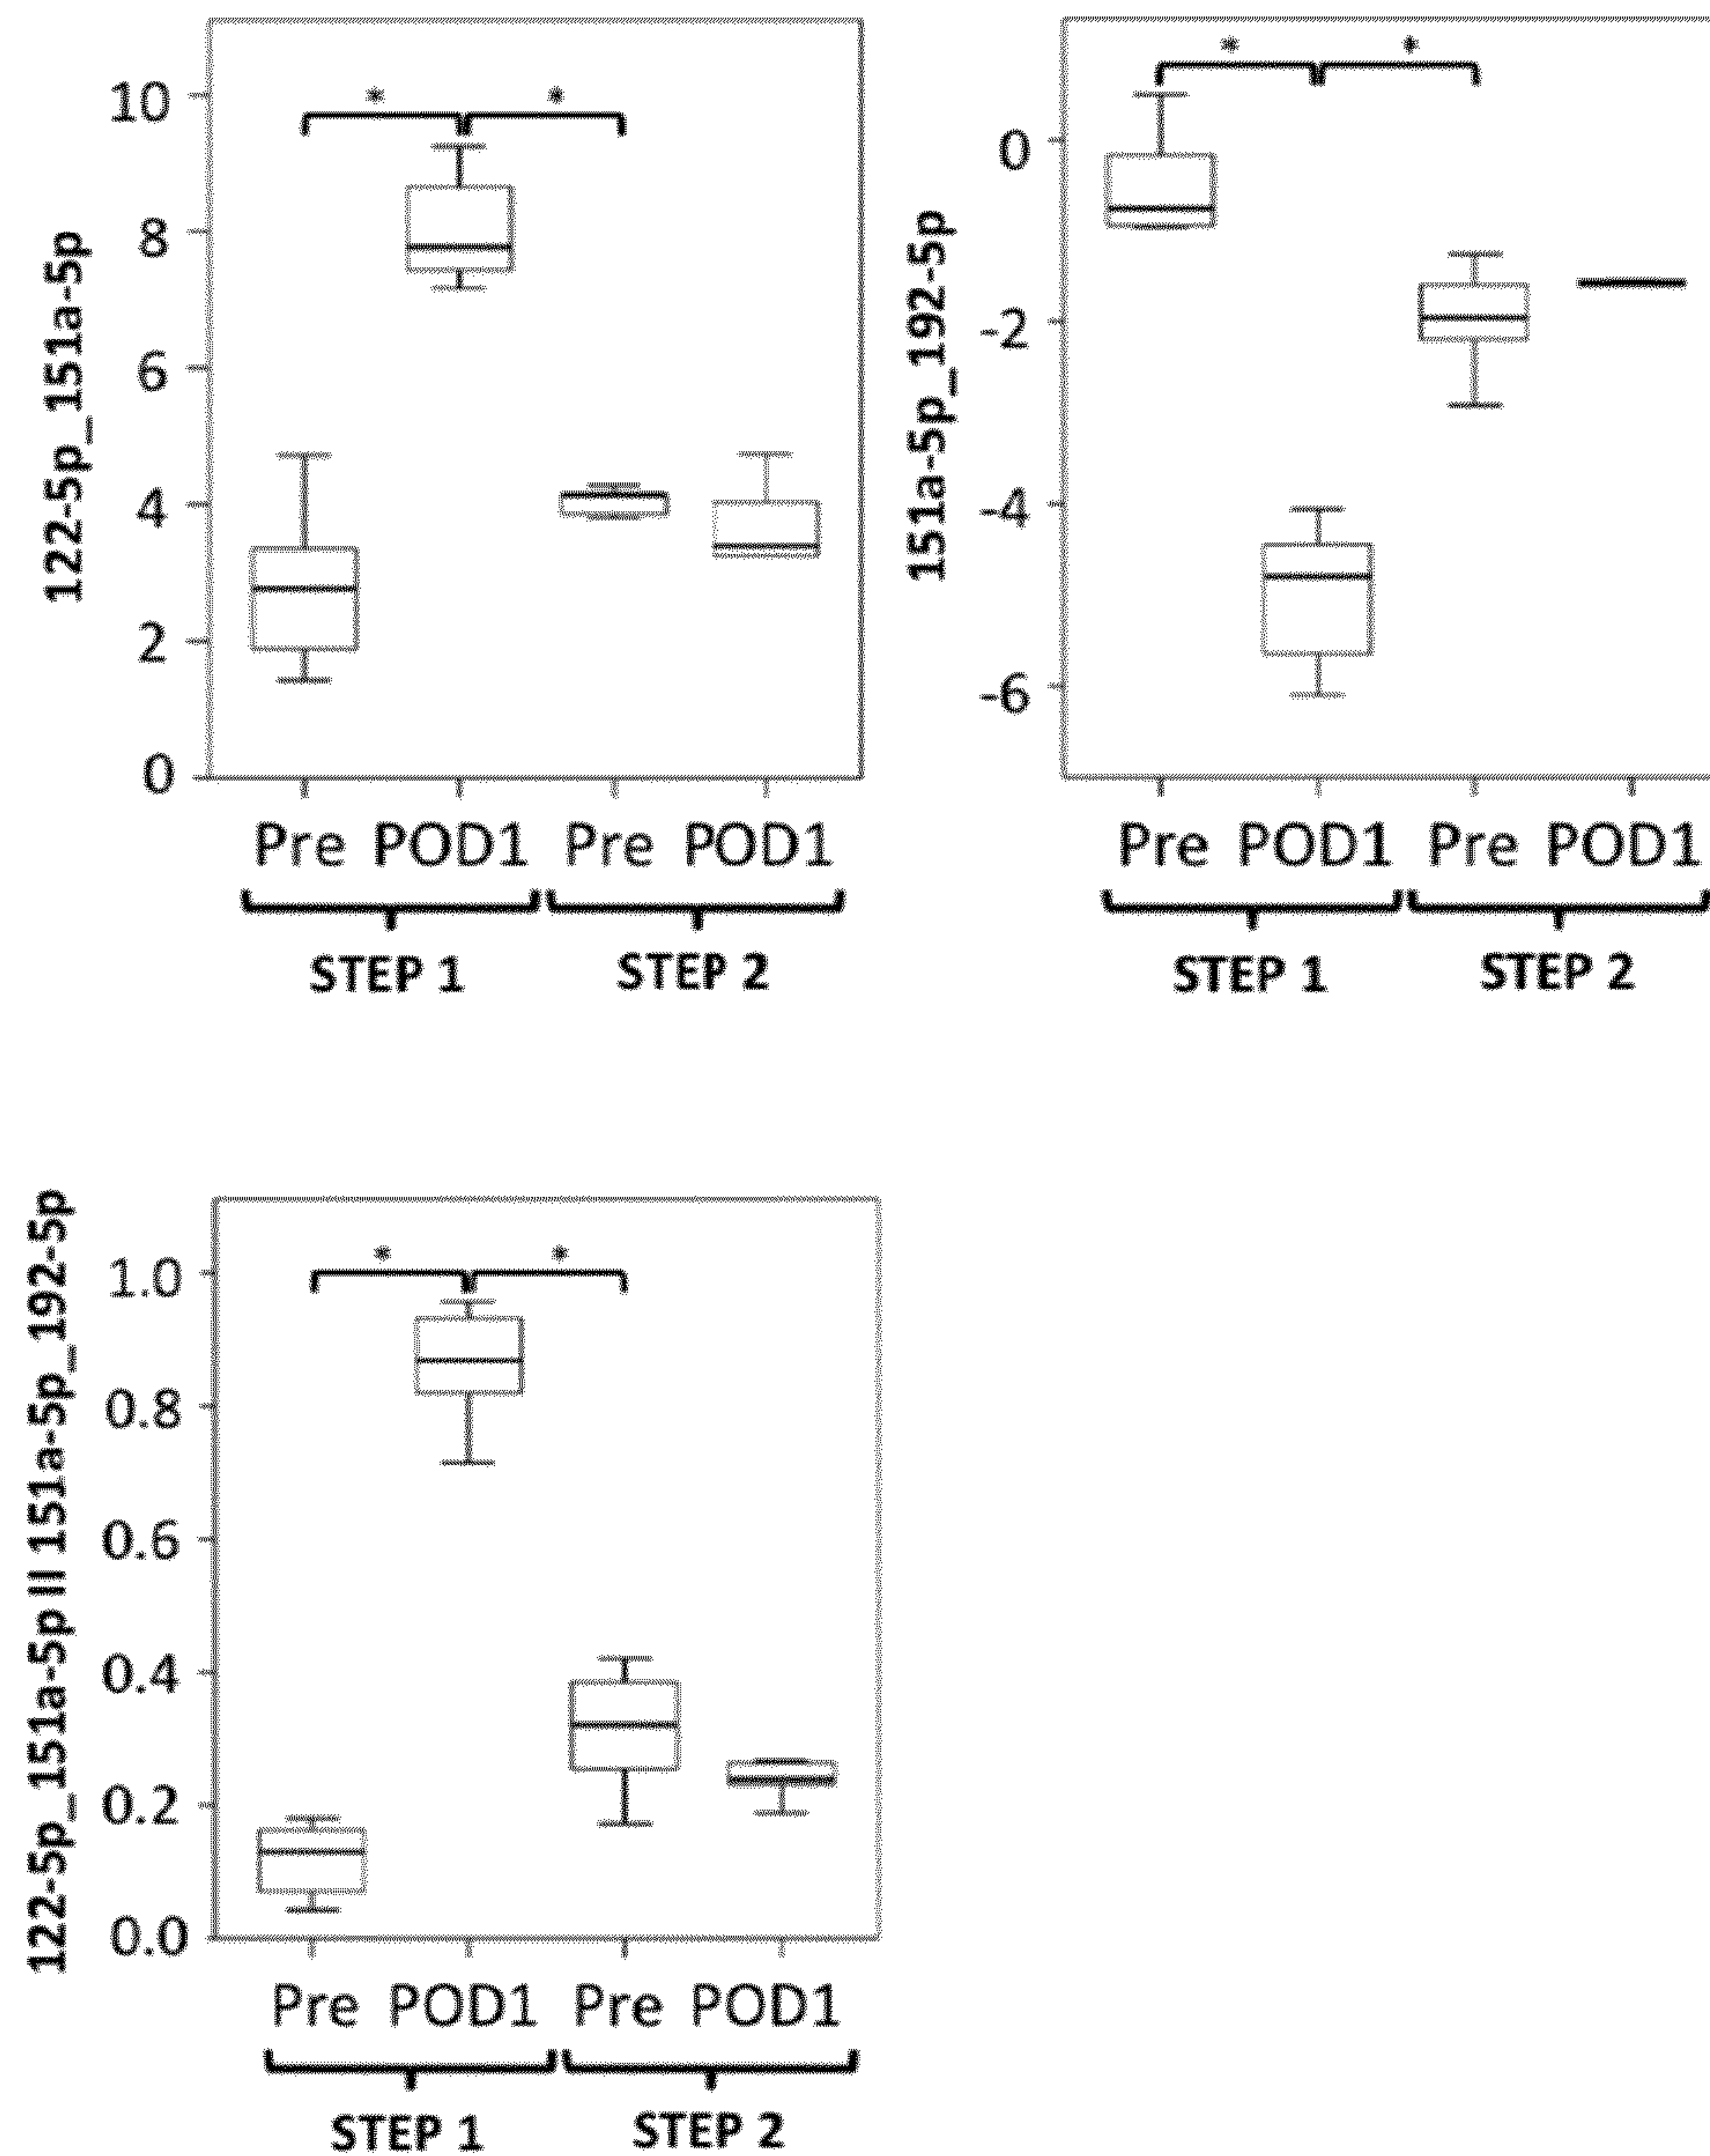 122-5p_151a-5p
10
8
6
4
2
0
* *
Pre POD1 Pre POD1
STEP 1 STEP 2
151a-5p_192-5p
0
-2
-4
-6
* *
Pre POD1 Pre POD1
STEP 1 STEP 2
122-5p_151a-5p II 151a-5p_192-5p
1.0
0.8
0.6
0.4
0.2
0.0
* *
Pre POD1 Pre POD1
STEP 1 STEP 2